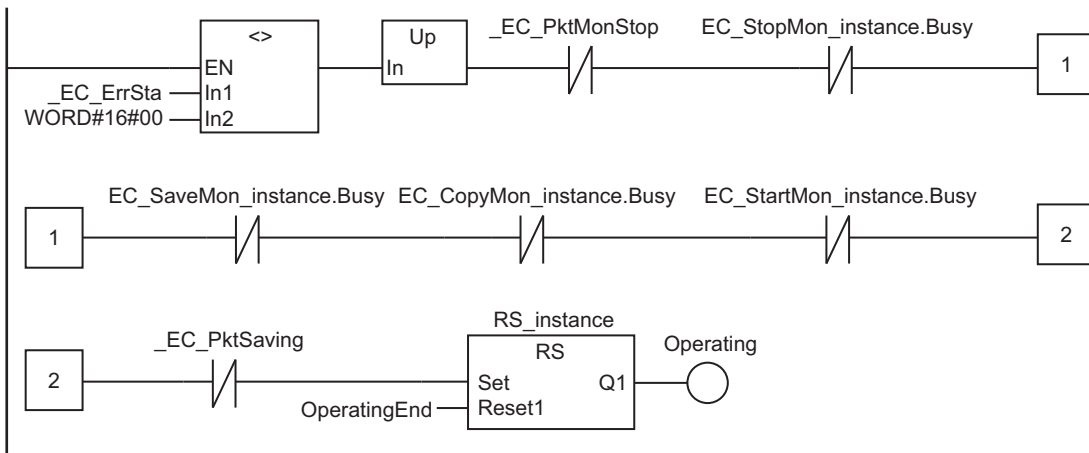 <>
Up
_EC_PktMonStop
EC_StopMon_instance.Busy
EN
In
1
_EC_ErrSta
In1
WORD#16#00
In2
EC_SaveMon_instance.Busy
EC_CopyMon_instance.Busy
EC_StartMon_instance.Busy
1
2
RS_instance
_EC_PktSaving
RS
Operating
2
Set
Q1
OperatingEnd
Reset1